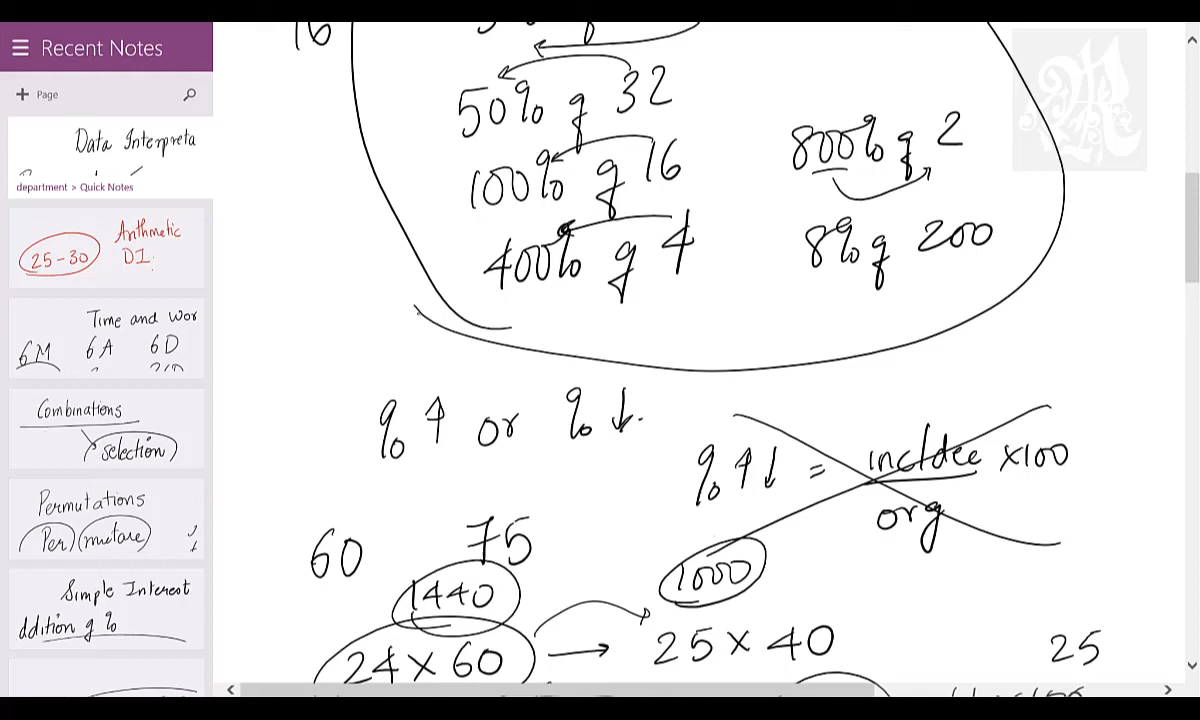 Recent Notes
+ Page
Data Interpreta
department > Quick Notes
25-30 Arithmetic DI
Time and Wor
6M 6A 6D
Combinations
selection)
Permutations
Per) (mutare)
Simple Interest
ddition of %
16
50% of 32
100% of 16
400% of 4
800% of 2
8% of 200
% ↑ or % ↓
% ↑↓ = inc/dec ×100
org
60 75
1440
1000
24 × 60 → 25 × 40
25